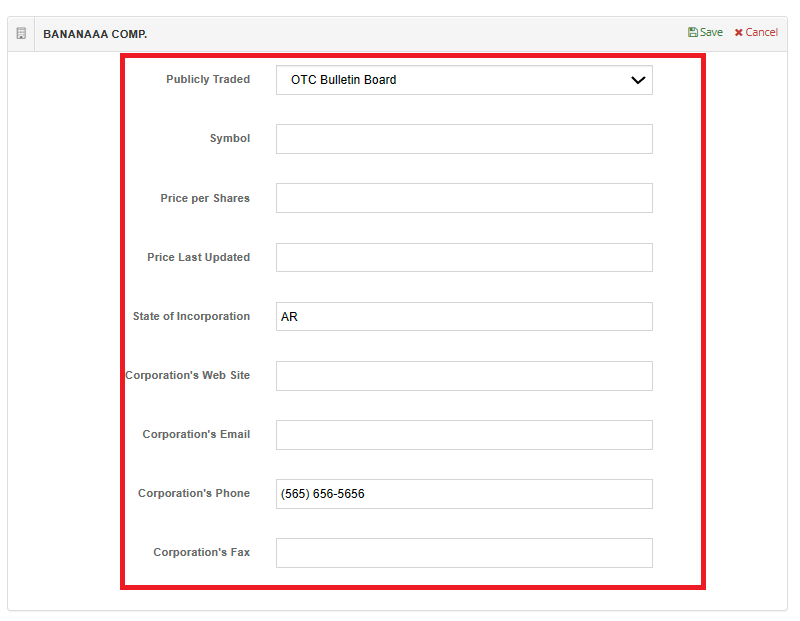 BANANAAA COMP. Save Cancel
Publicly Traded OTC Bulletin Board
Symbol
Price per Shares
Price Last Updated
State of Incorporation AR
Corporation's Web Site
Corporation's Email
Corporation's Phone (565) 656-5656
Corporation's Fax